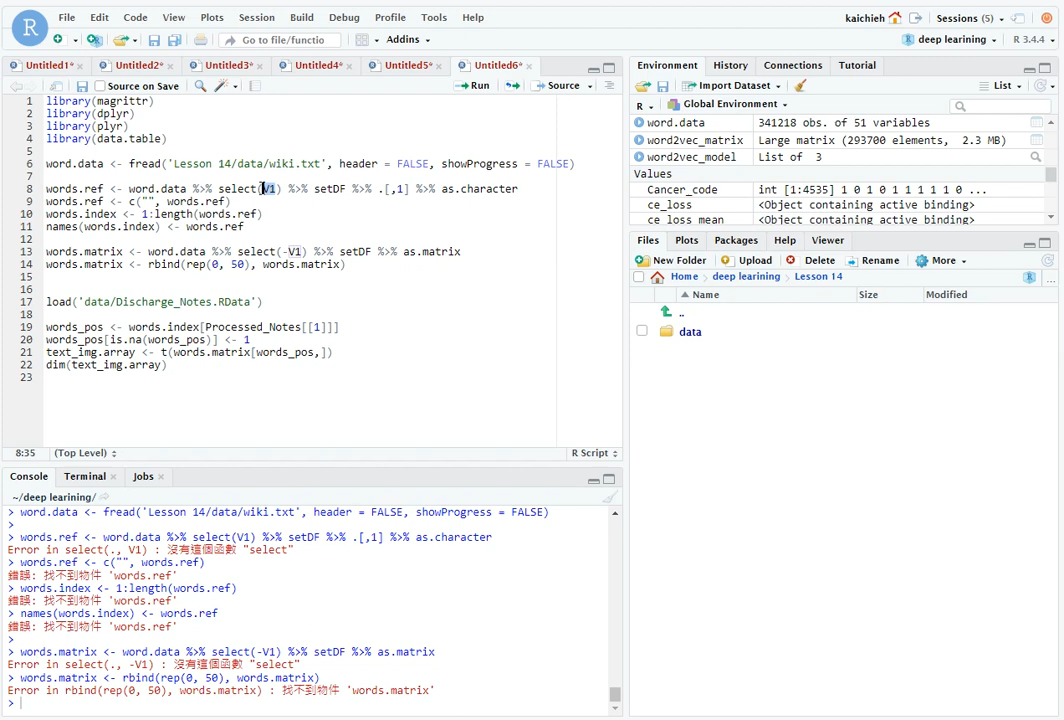 File Edit Code View Plots Session Build Debug Profile Tools Help
kaichieh Sessions (5)
Go to file/functio Addins deep learining R 3.4.4
Untitled1* Untitled2* Untitled3* Untitled4* Untitled5* Untitled6*
Source on Save Run Source
1 library(magrittr)
2 library(dplyr)
3 library(plyr)
4 library(data.table)
5
6 word.data <- fread('Lesson 14/data/wiki.txt', header = FALSE, showProgress = FALSE)
7
8 words.ref <- word.data %>% select(V1) %>% setDF %>% .[,1] %>% as.character
9 words.ref <- c("", words.ref)
10 words.index <- 1:length(words.ref)
11 names(words.index) <- words.ref
12
13 words.matrix <- word.data %>% select(-V1) %>% setDF %>% as.matrix
14 words.matrix <- rbind(rep(0, 50), words.matrix)
15
16
17 load('data/Discharge_Notes.RData')
18
19 words_pos <- words.index[Processed_Notes[[1]]]
20 words_pos[is.na(words_pos)] <- 1
21 text_img.array <- t(words.matrix[words_pos,])
22 dim(text_img.array)
23
8:35 (Top Level) R Script
Console Terminal Jobs
~/deep learining/
> word.data <- fread('Lesson 14/data/wiki.txt', header = FALSE, showProgress = FALSE)
>
> words.ref <- word.data %>% select(V1) %>% setDF %>% .[,1] %>% as.character
Error in select(., V1) : 沒有這個函數 "select"
> words.ref <- c("", words.ref)
錯誤: 找不到物件 'words.ref'
> words.index <- 1:length(words.ref)
錯誤: 找不到物件 'words.ref'
> names(words.index) <- words.ref
錯誤: 找不到物件 'words.ref'
>
> words.matrix <- word.data %>% select(-V1) %>% setDF %>% as.matrix
Error in select(., -V1) : 沒有這個函數 "select"
> words.matrix <- rbind(rep(0, 50), words.matrix)
Error in rbind(rep(0, 50), words.matrix) : 找不到物件 'words.matrix'
>
Environment History Connections Tutorial
Import Dataset List
R Global Environment
word.data 341218 obs. of 51 variables
word2vec_matrix Large matrix (293700 elements, 2.3 MB)
word2vec_model List of 3
Values
Cancer_code int [1:4535] 1 0 1 0 1 1 1 1 1 0 ...
ce_loss <Object containing active binding>
ce loss mean <Object containing active binding>
Files Plots Packages Help Viewer
New Folder Upload Delete Rename More
Home deep learining Lesson 14 ...
Name Size Modified
..
data